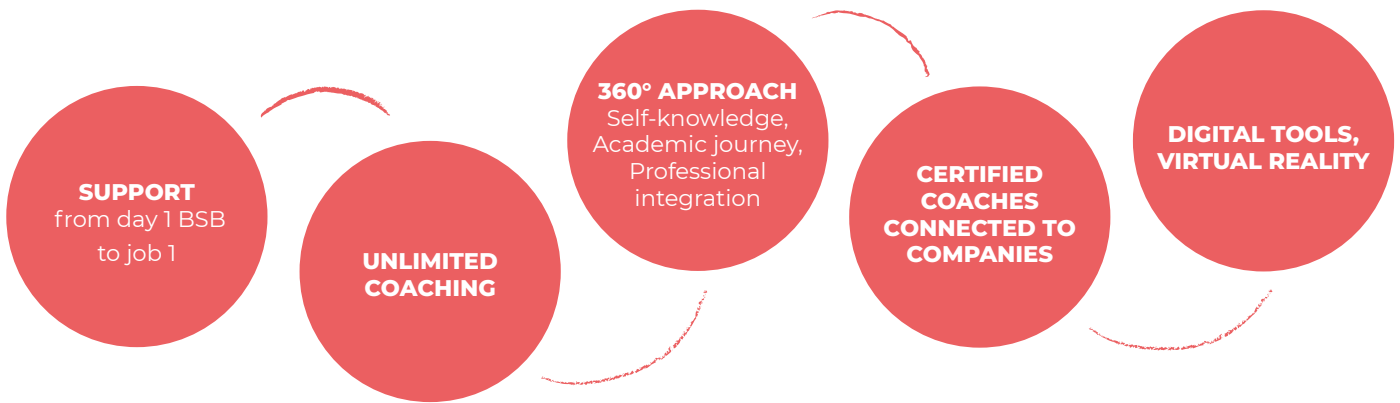 SUPPORT
from day 1 BSB
to job 1
UNLIMITED
COACHING
360° APPROACH
Self-knowledge,
Academic journey,
Professional
integration
CERTIFIED
COACHES
CONNECTED TO
COMPANIES
DIGITAL TOOLS,
VIRTUAL REALITY